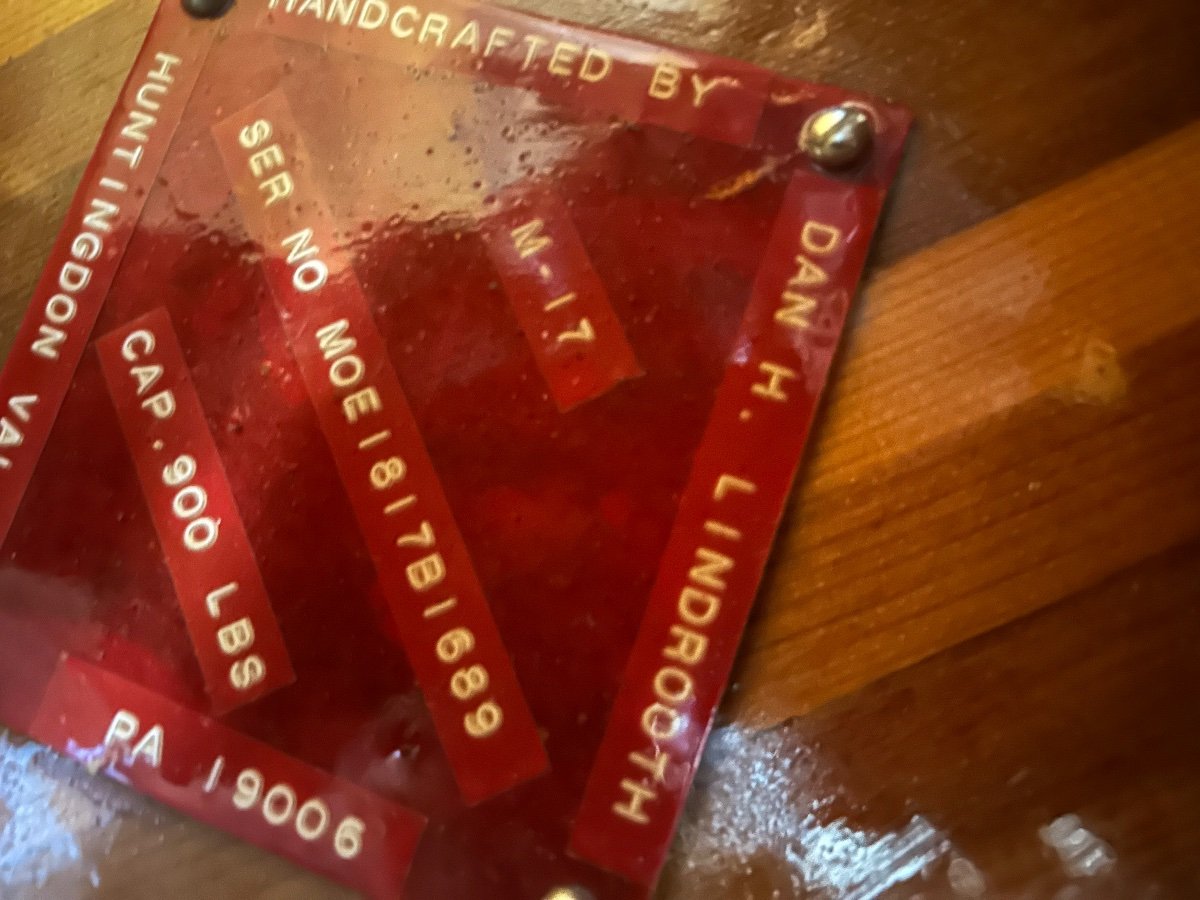 HANDCRAFTED BY
DAN H. LINDROOTH
M-17
SER NO MOE1817B1689
CAP.900 LBS
HUNTINGDON
PA 19006